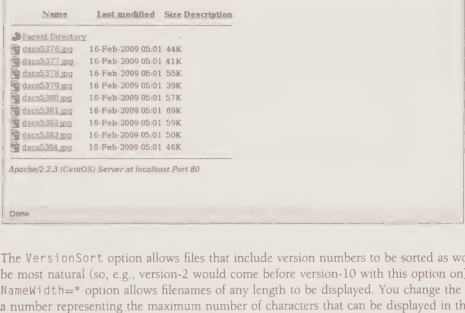 Name Last modified Size Description
Parent Directory -
dscn5376.jpg 16-Feb-2009 05:01 44K
dscn5377.jpg 16-Feb-2009 05:01 41K
dscn5378.jpg 16-Feb-2009 05:01 55K
dscn5379.jpg 16-Feb-2009 05:01 39K
dscn5380.jpg 16-Feb-2009 05:01 57K
dscn5381.jpg 16-Feb-2009 05:01 69K
dscn5382.jpg 16-Feb-2009 05:01 59K
dscn5383.jpg 16-Feb-2009 05:01 50K
dscn5384.jpg 16-Feb-2009 05:01 46K
Apache/2.2.3 (CentOS) Server at localhost Port 80
Done
The VersionSort option allows files that include version numbers to be sorted as wo
be most natural (so, e.g., version-2 would come before version-10 with this option on)
NameWidth=* option allows filenames of any length to be displayed. You change the
a number representing the maximum number of characters that can be displayed in th